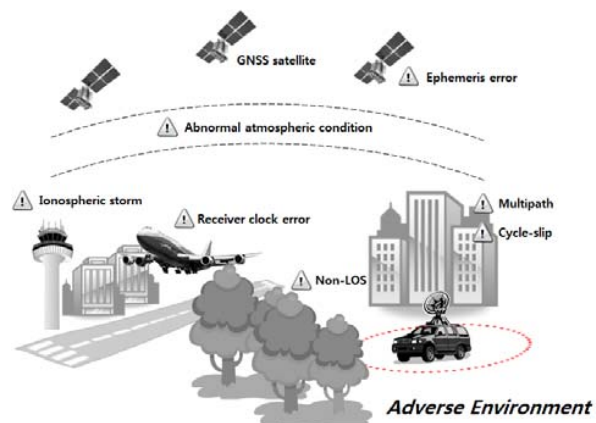 GNSS satellite
Ephemeris error
Abnormal atmospheric condition
Ionospheric storm
Multipath
Receiver clock error
Cycle-slip
Non-LOS
Adverse Environment